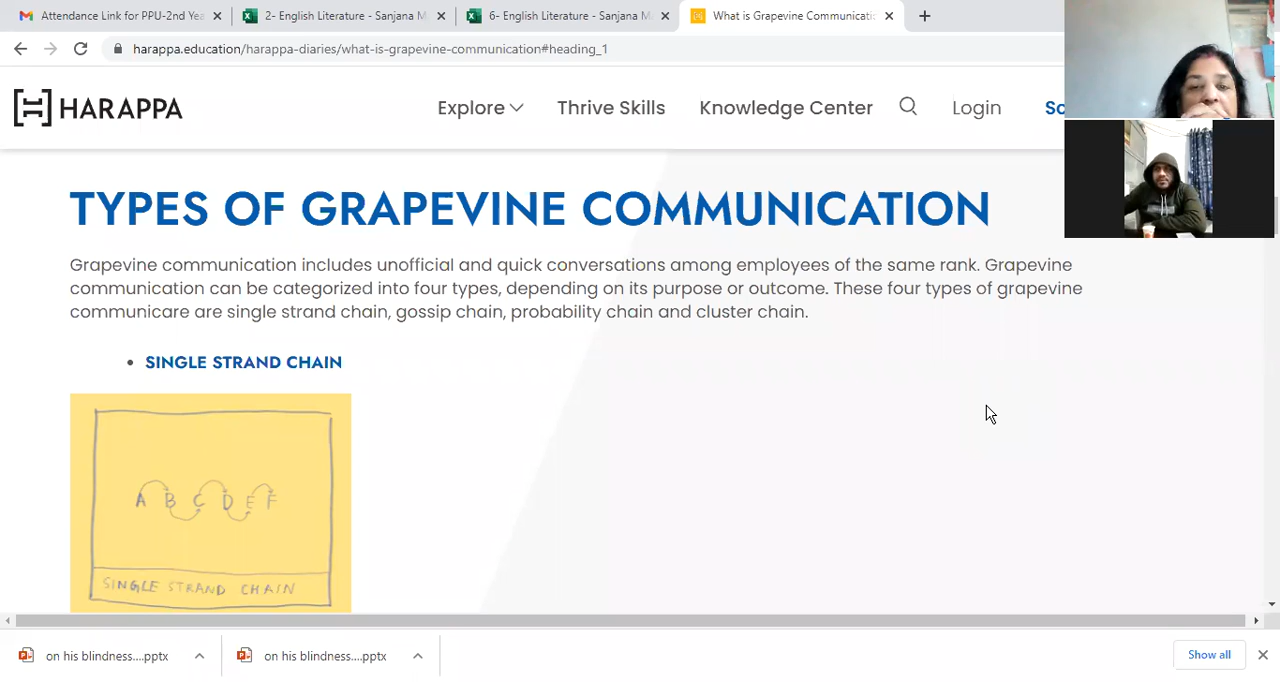 Attendance Link for PPU-2nd Yea
2- English Literature - Sanjana M
6- English Literature - Sanjana M
What is Grapevine Communicati
harappa.education/harappa-diaries/what-is-grapevine-communication#heading_1
HARAPPA
Explore
Thrive Skills
Knowledge Center
Login
Sc
TYPES OF GRAPEVINE COMMUNICATION
Grapevine communication includes unofficial and quick conversations among employees of the same rank. Grapevine
communication can be categorized into four types, depending on its purpose or outcome. These four types of grapevine
communicare are single strand chain, gossip chain, probability chain and cluster chain.
• SINGLE STRAND CHAIN
A B C D E F
SINGLE STRAND CHAIN
on his blindness....pptx
on his blindness....pptx
Show all